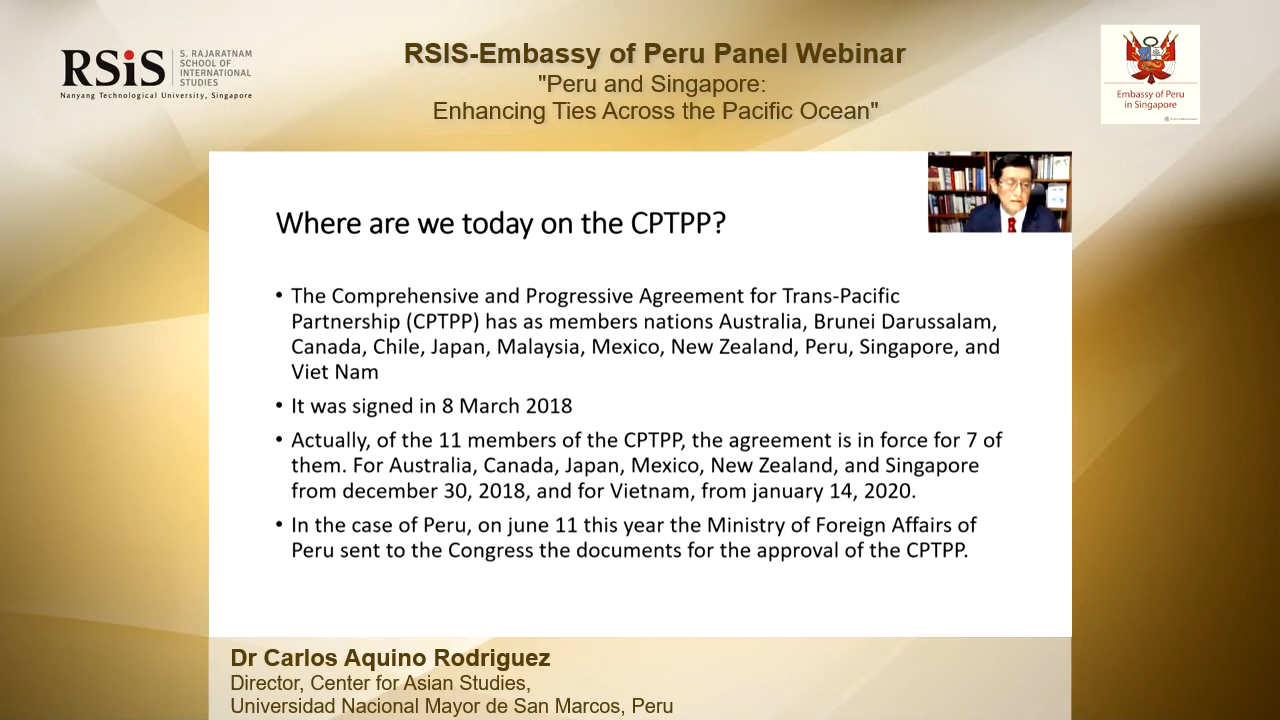 RSiS
S. RAJARATNAM
SCHOOL OF
INTERNATIONAL
STUDIES
Nanyang Technological University, Singapore
RSIS-Embassy of Peru Panel Webinar
"Peru and Singapore:
Enhancing Ties Across the Pacific Ocean"
Embassy of Peru
in Singapore
Where are we today on the CPTPP?
• The Comprehensive and Progressive Agreement for Trans-Pacific
Partnership (CPTPP) has as members nations Australia, Brunei Darussalam,
Canada, Chile, Japan, Malaysia, Mexico, New Zealand, Peru, Singapore, and
Viet Nam
• It was signed in 8 March 2018
• Actually, of the 11 members of the CPTPP, the agreement is in force for 7 of
them. For Australia, Canada, Japan, Mexico, New Zealand, and Singapore
from december 30, 2018, and for Vietnam, from january 14, 2020.
• In the case of Peru, on june 11 this year the Ministry of Foreign Affairs of
Peru sent to the Congress the documents for the approval of the CPTPP.
Dr Carlos Aquino Rodriguez
Director, Center for Asian Studies,
Universidad Nacional Mayor de San Marcos, Peru